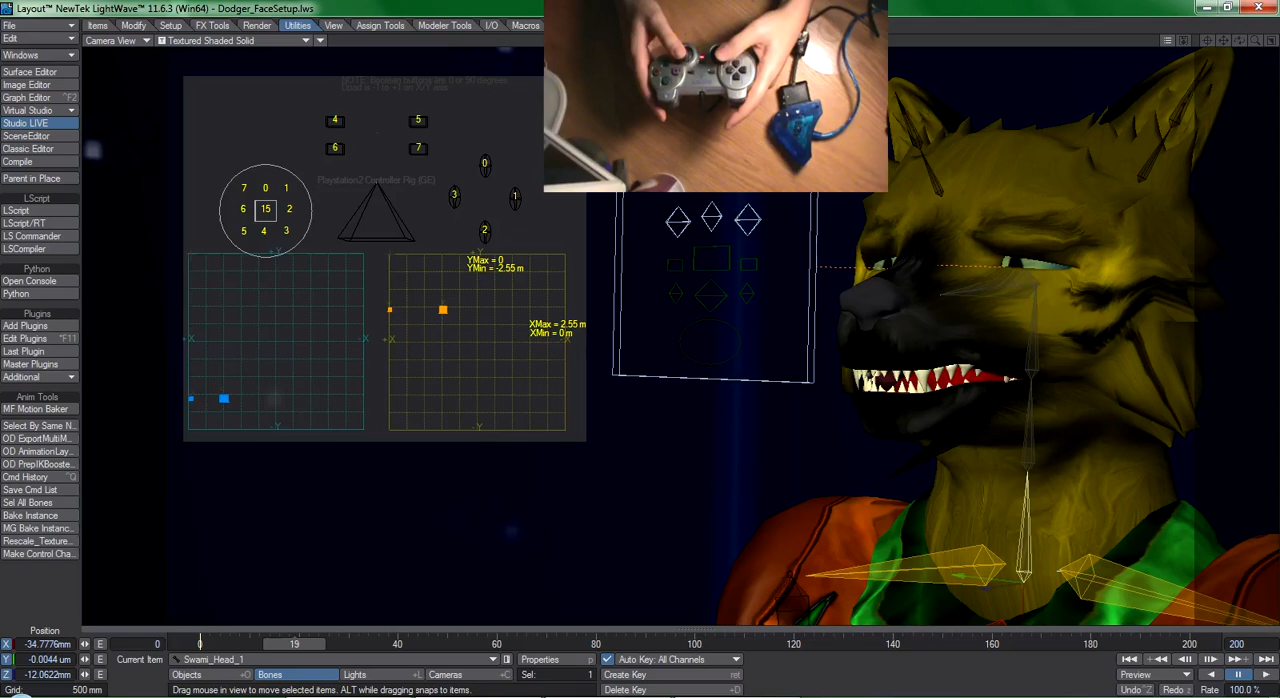 Layout™ NewTek LightWave™ 11.6.3 (Win64) - Dodger_FaceSetup.lws
File Items Modify Setup FX Tools Render Utilities View Assign Tools Modeler Tools I/O Macros
Edit Camera View Textured Shaded Solid
Windows
Surface Editor
Image Editor
Graph Editor ^F2
Virtual Studio
Studio LIVE
SceneEditor
Classic Editor
Compile
Parent in Place
LScript
LScript
LScript/RT
LS Commander
LSCompiler
Python
Open Console
Python
Plugins
Add Plugins
Edit Plugins ^F11
Last Plugin
Master Plugins
Additional
Anim Tools
MF Motion Baker
Select By Same N...
OD ExportMultiM...
OD AnimationLay...
OD PrepIKBooste...
Cmd History ^Q
Save Cmd List
Sel All Bones
Bake Instance
MG Bake Instanc...
Rescale_Texture...
Make Control Cha...
4 5
6 7
0
3 1
2
Playstation2 Controller Rig (GE)
7 0 1
6 15 2
5 4 3
+Y +Y
YMax = 0
YMin = -2.55 m
XMax = 2.55 m
XMin = 0 m
+X -X +X X
-Y -Y
Position
X -34.7776mm E
Y -0.0044 um E
Z -12.0622mm E
Grid: 500 mm
0 0 19 40 60 80 100 120 140 160 180 200 200
Current Item Swami_Head_1 Properties p Auto Key: All Channels
Objects +O Bones +B Lights +L Cameras +C Sel: 1 Create Key ret
Drag mouse in view to move selected items. ALT while dragging snaps to items. Delete Key +D
Preview
Undo ^Z Redo z Rate 100.0 %